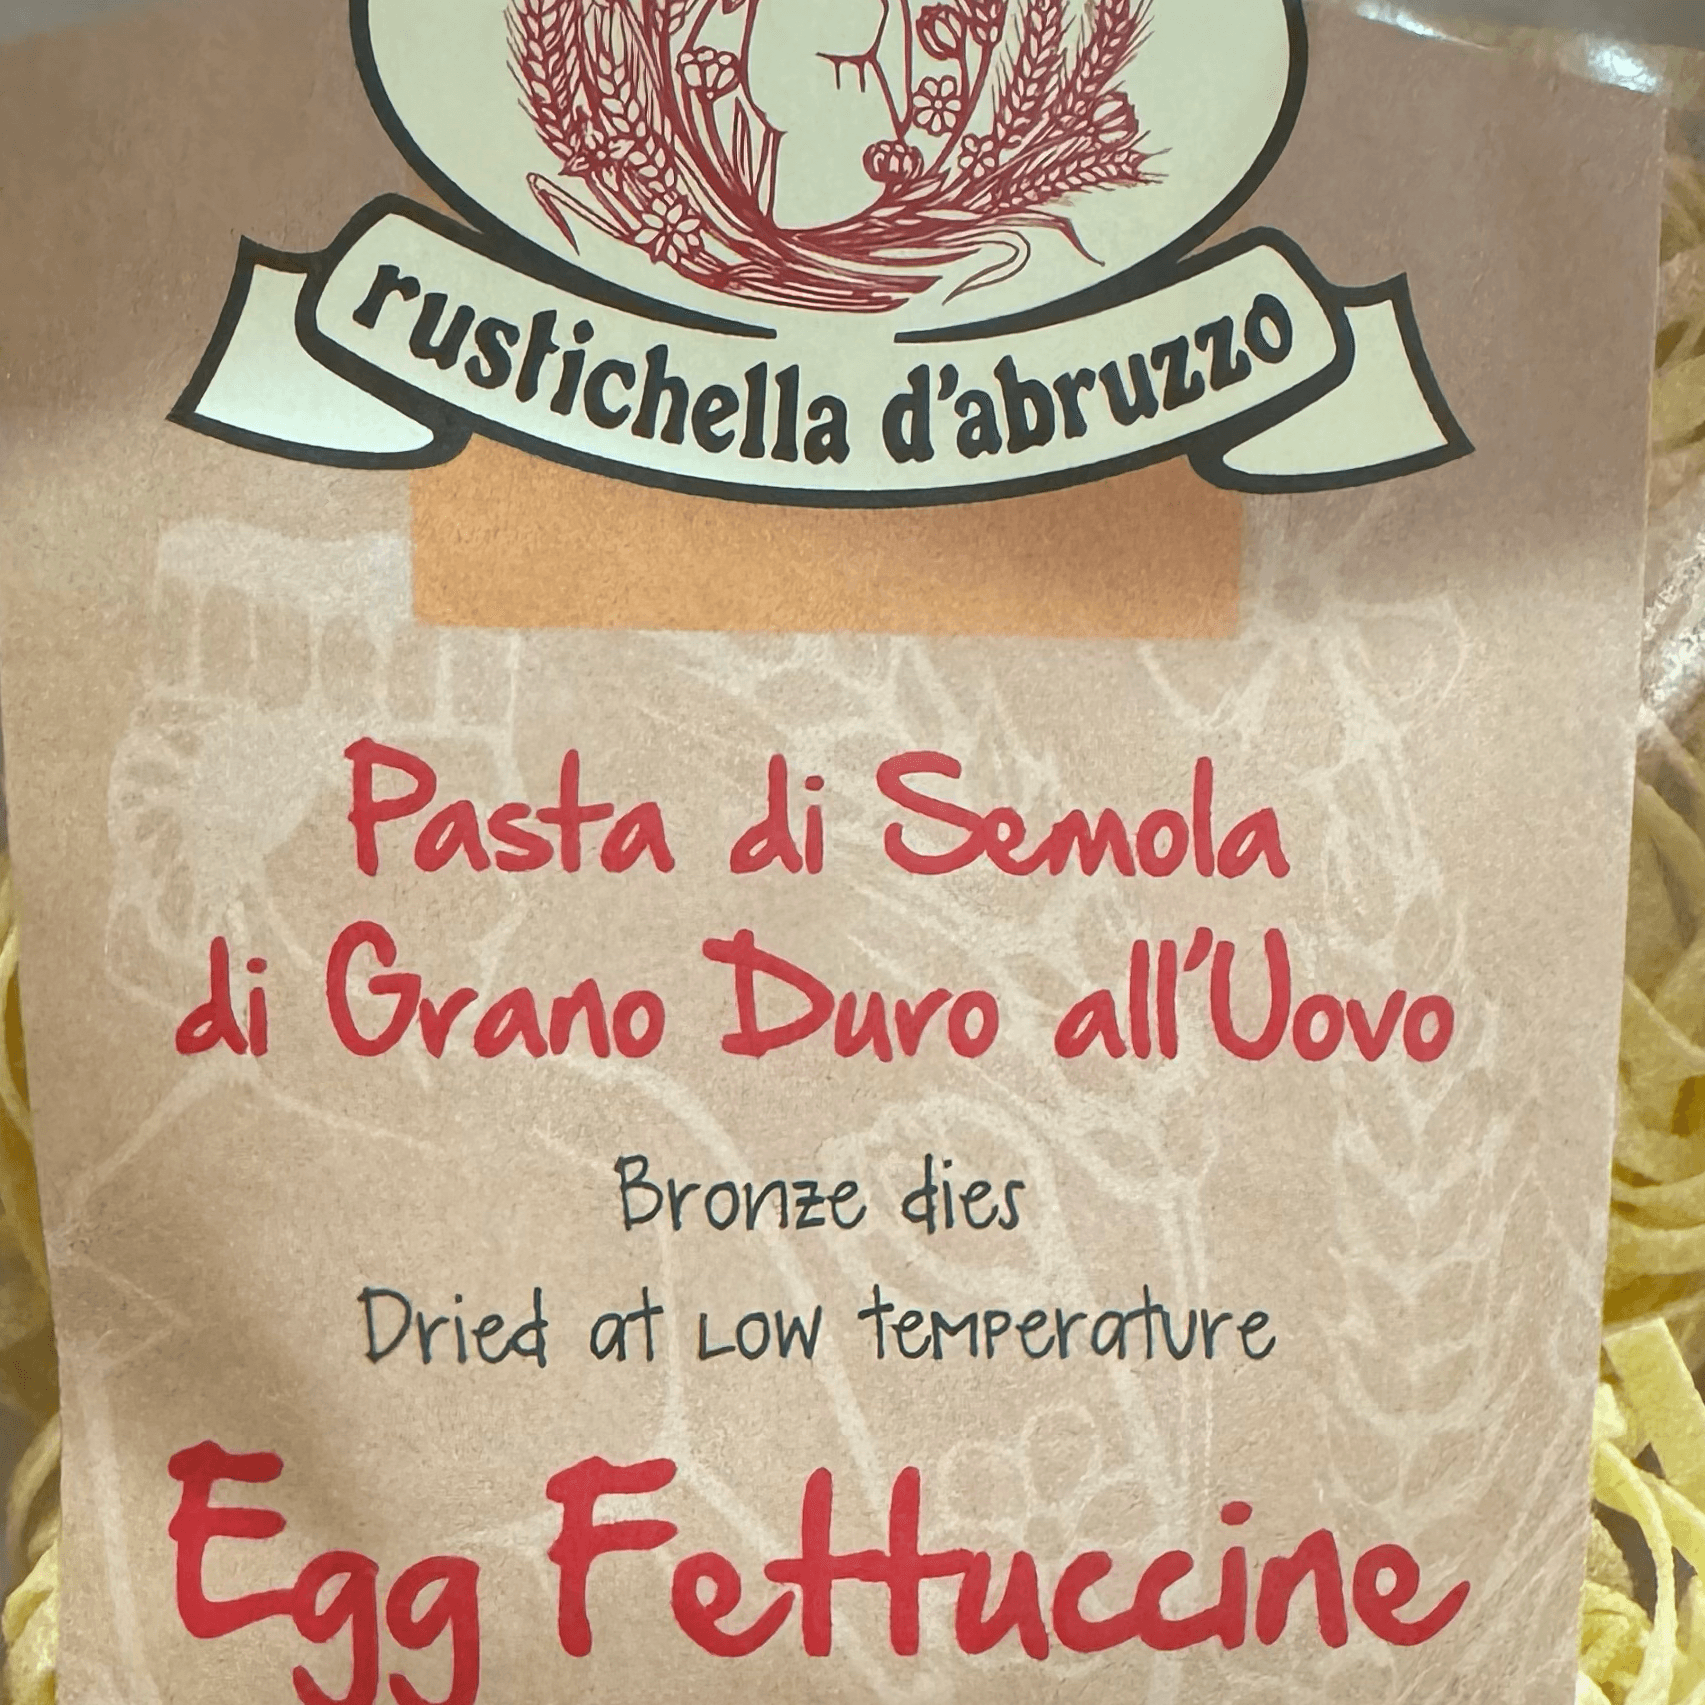 rustichella d'abruzzo
Pasta di Semola
di Grano Duro all'Uovo
Bronze dies
Dried at LOW temperature
Egg Fettuccine